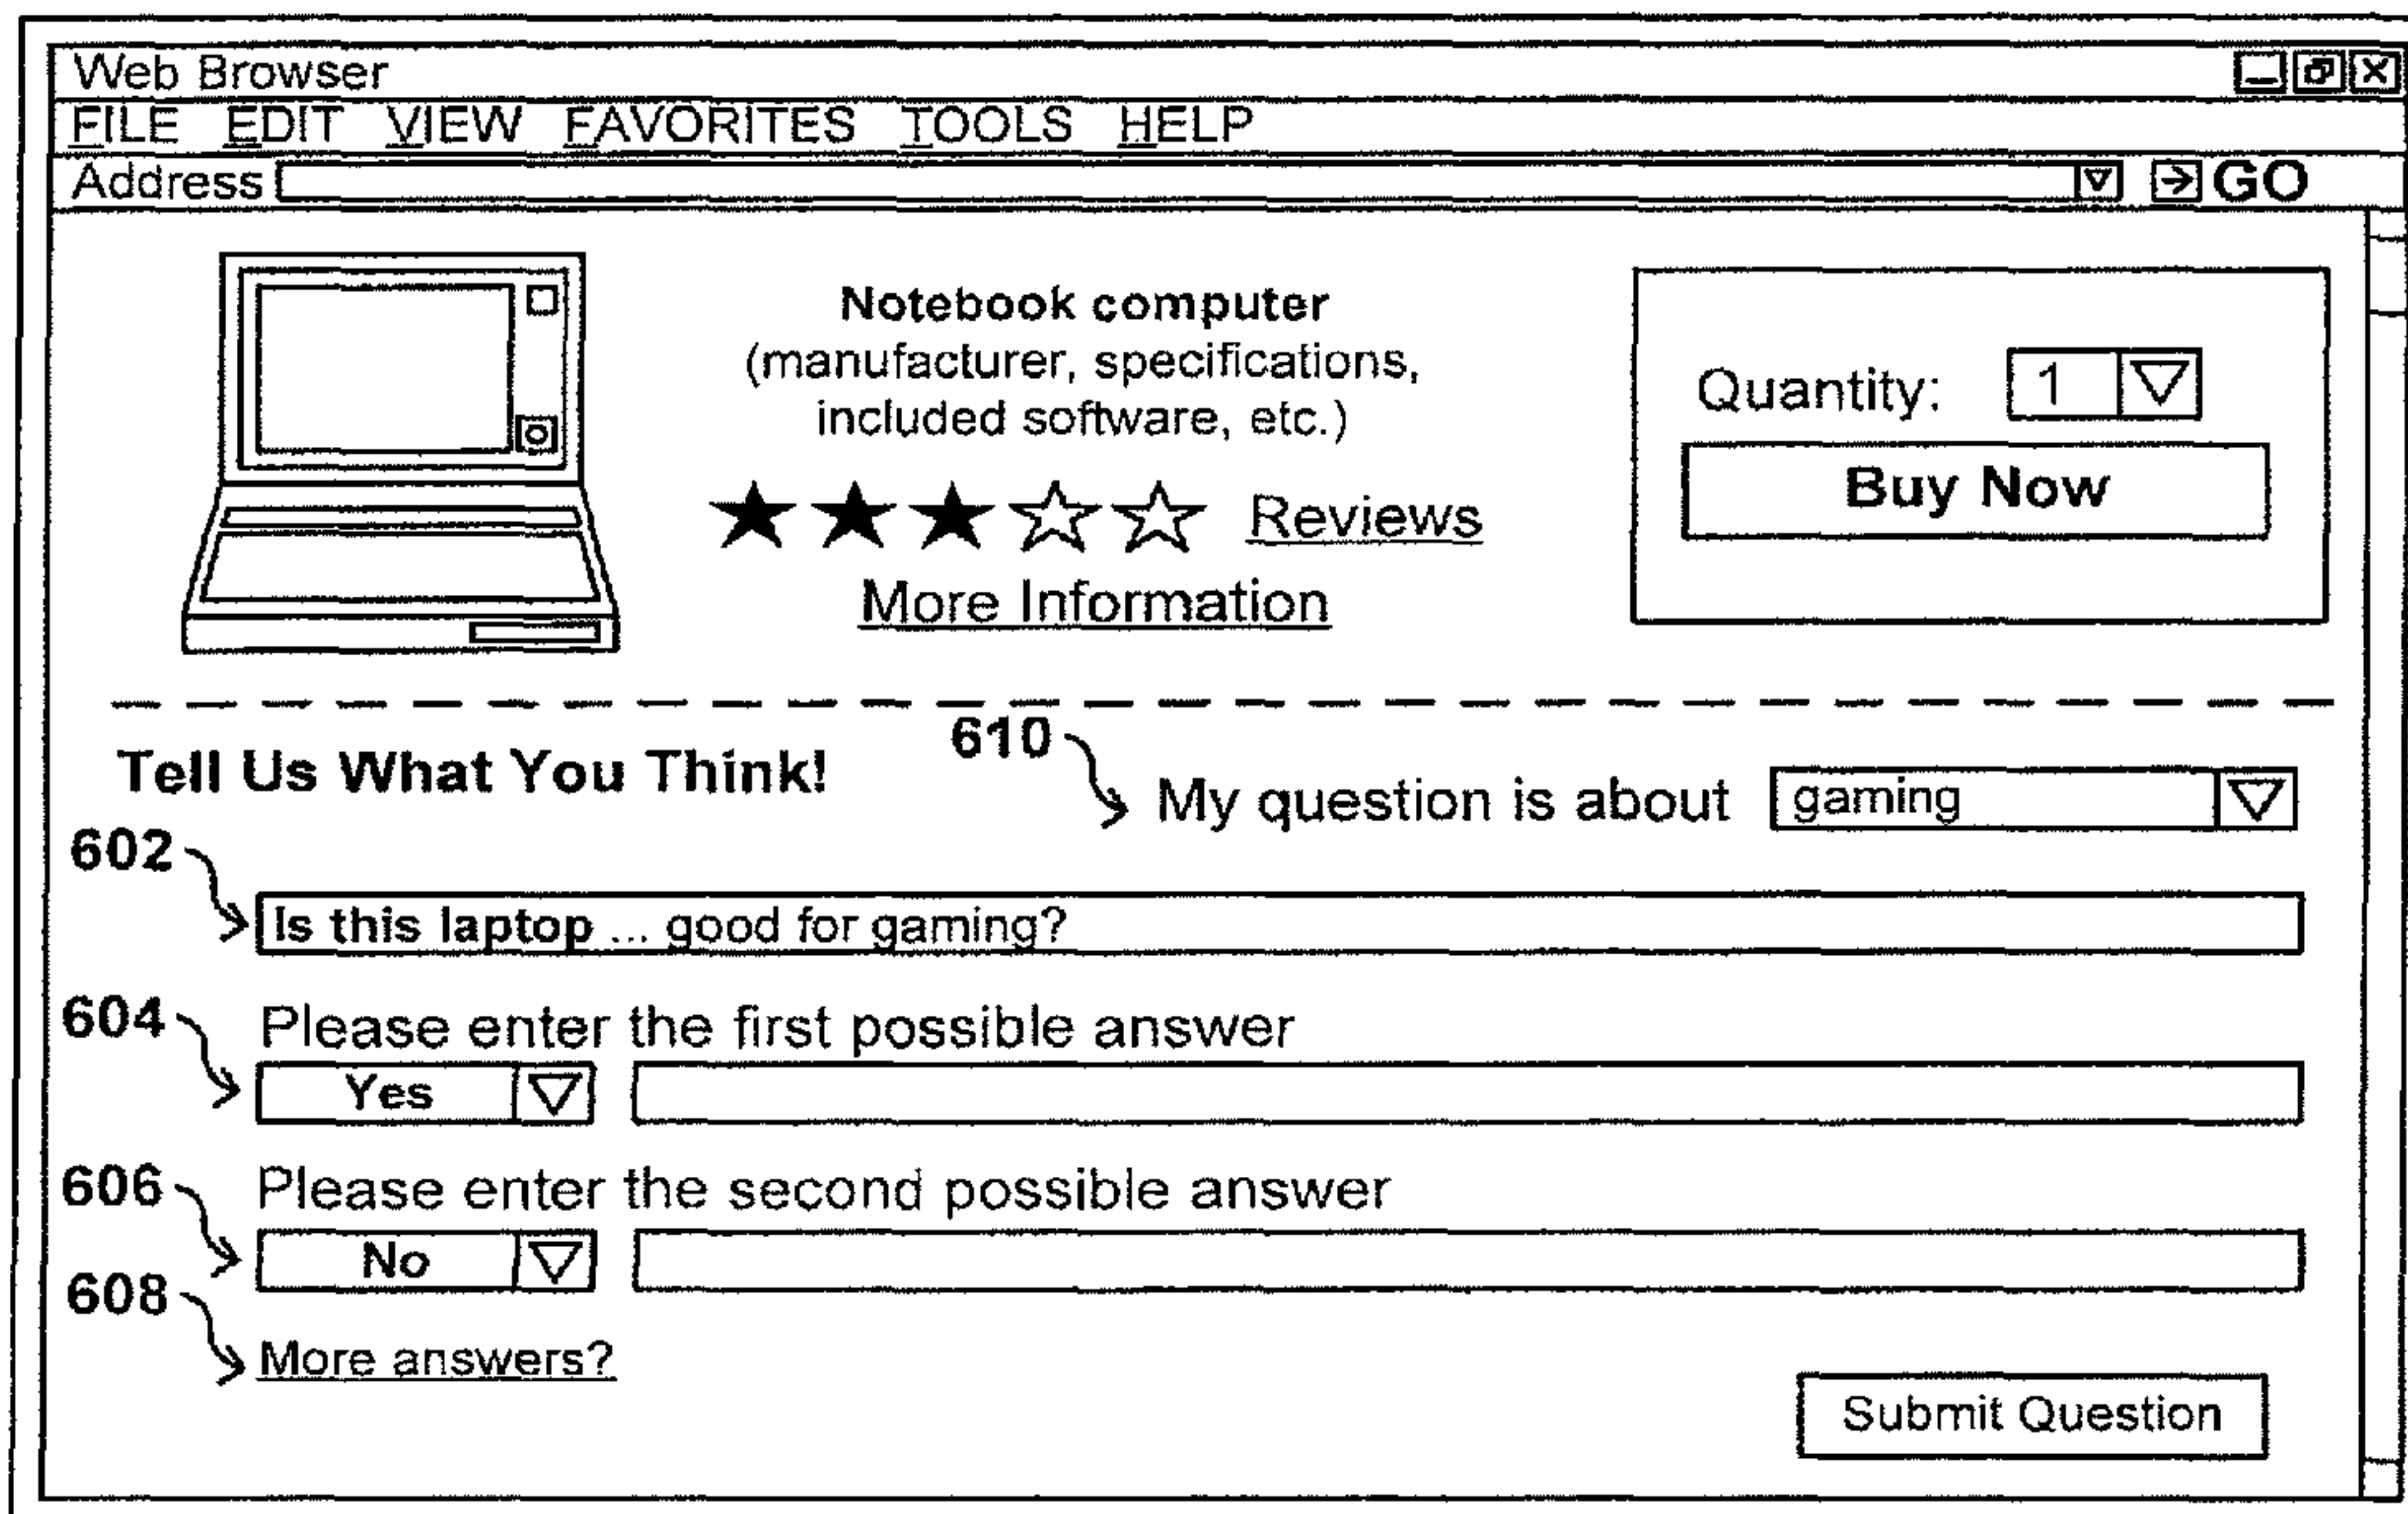 Web Browser
FILE EDIT VIEW FAVORITES TOOLS HELP
Address GO
Notebook computer
(manufacturer, specifications,
included software, etc.)
Reviews
More Information
Quantity: 1
Buy Now
Tell Us What You Think!
610
My question is about gaming
602
Is this laptop ... good for gaming?
604
Please enter the first possible answer
Yes
606
Please enter the second possible answer
No
608
More answers?
Submit Question